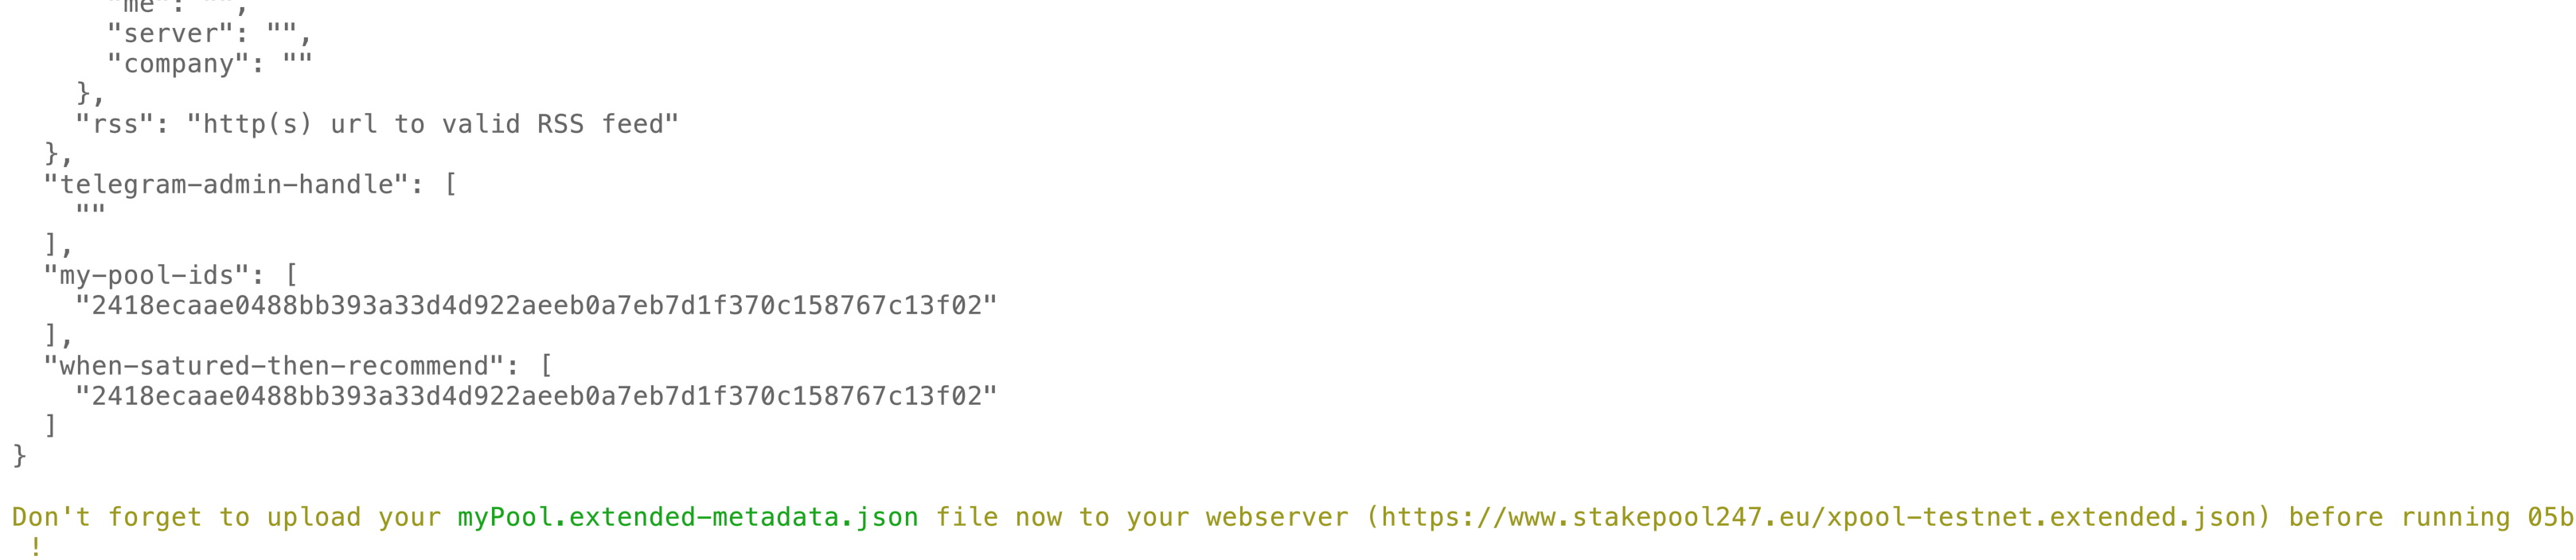 "me": "",
"server": "",
"company": ""
},
"rss": "http(s) url to valid RSS feed"
},
"telegram-admin-handle": [
""
],
"my-pool-ids": [
"2418ecaae0488bb393a33d4d922aeeb0a7eb7d1f370c158767c13f02"
],
"when-satured-then-recommend": [
"2418ecaae0488bb393a33d4d922aeeb0a7eb7d1f370c158767c13f02"
]
}
Don't forget to upload your myPool.extended-metadata.json file now to your webserver (https://www.stakepool247.eu/xpool-testnet.extended.json) before running 05b
!